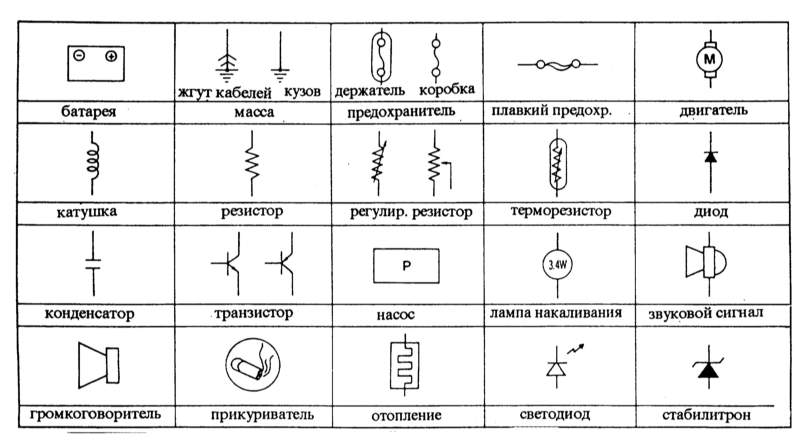 жгут кабелей кузов
держатель коробка
M
батарея
масса
предохранитель
плавкий предохр.
двигатель
катушка
резистор
регулир. резистор
терморезистор
диод
P
3.4W
конденсатор
транзистор
насос
лампа накаливания
звуковой сигнал
громкоговоритель
прикуриватель
отопление
светодиод
стабилитрон